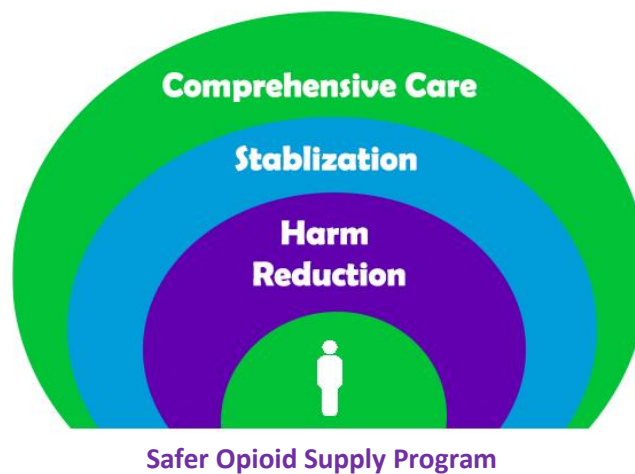 Comprehensive Care
Stablization
Harm
Reduction
Safer Opioid Supply Program